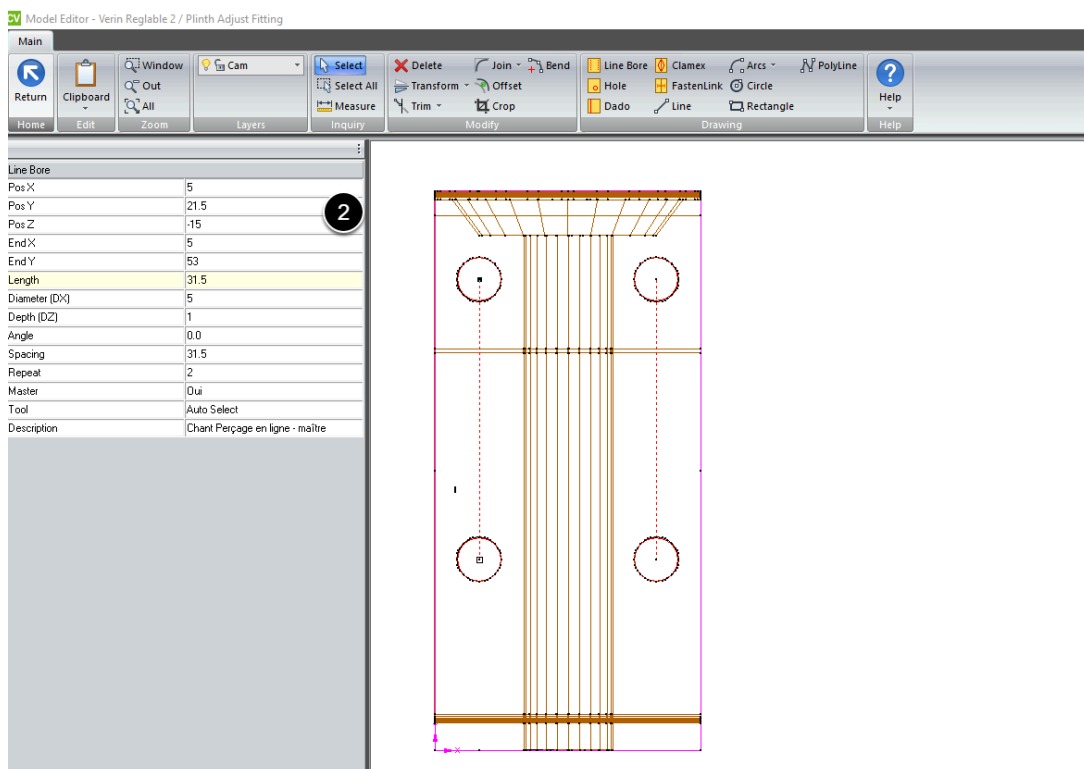 CV Model Editor - Verin Reglable 2 / Plinth Adjust Fitting
Main
Return
Home
Clipboard
Edit
Window
Out
All
Zoom
Cam
Layers
Select
Select All
Measure
Inquiry
Delete
Transform
Trim
Join
Offset
Crop
Bend
Modify
Line Bore
Hole
Dado
Clamex
FastenLink
Line
Arcs
Circle
Rectangle
PolyLine
Drawing
Help
Help
Line Bore
Pos X 5
Pos Y 21.5
Pos Z -15
End X 5
End Y 53
Length 31.5
Diameter (DX) 5
Depth (DZ) 1
Angle 0.0
Spacing 31.5
Repeat 2
Master Oui
Tool Auto Select
Description Chant Perçage en ligne - maître
2
X